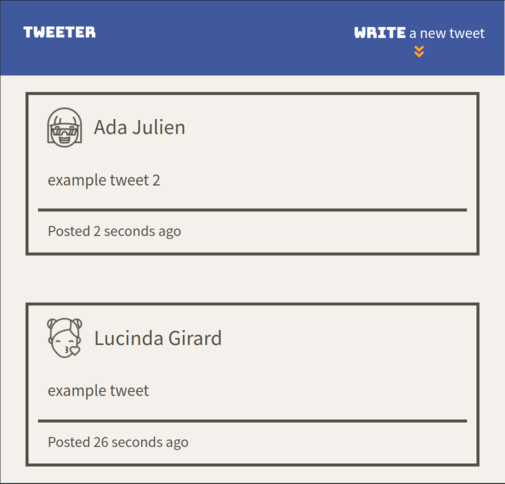 TWEETER
WRITE a new tweet
Ada Julien
example tweet 2
Posted 2 seconds ago
Lucinda Girard
example tweet
Posted 26 seconds ago